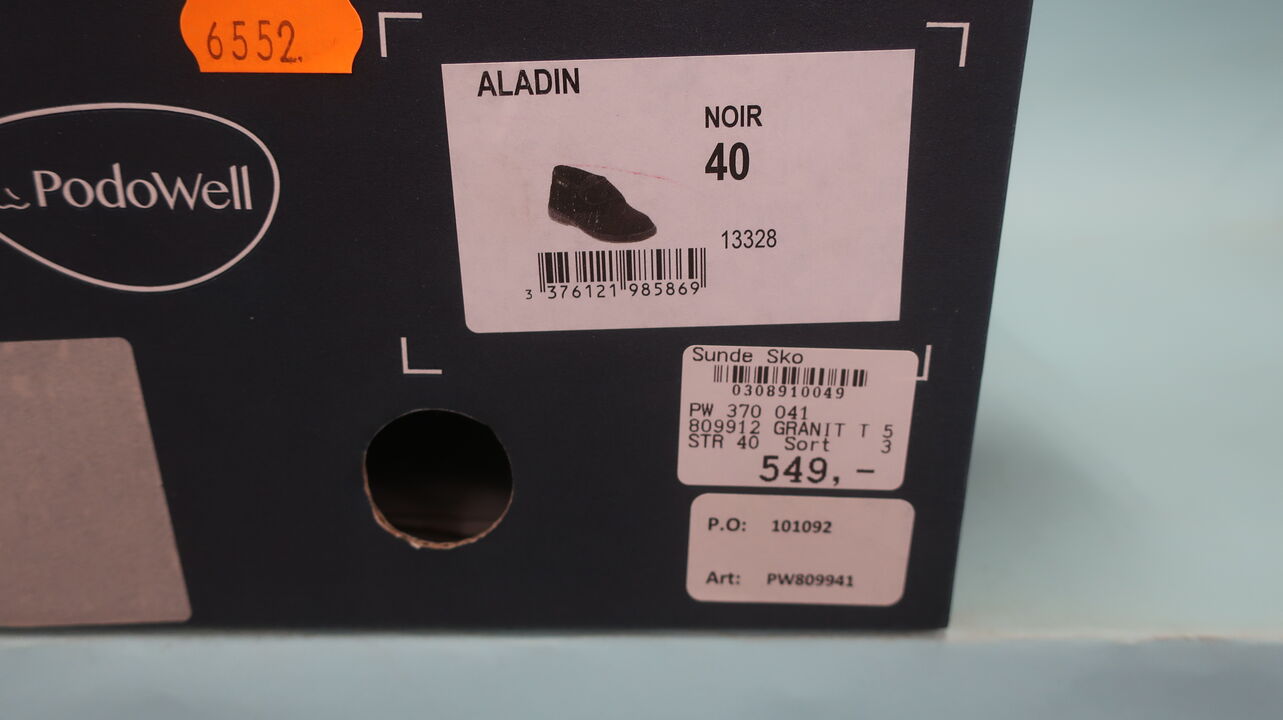 6552.
PodoWell
ALADIN
NOIR
40
13328
3 376121 985869
Sunde Sko
0308910049
PW 370 041
809912 GRANIT T 5
STR 40 Sort 3
549,-
P.O: 101092
Art: PW809941